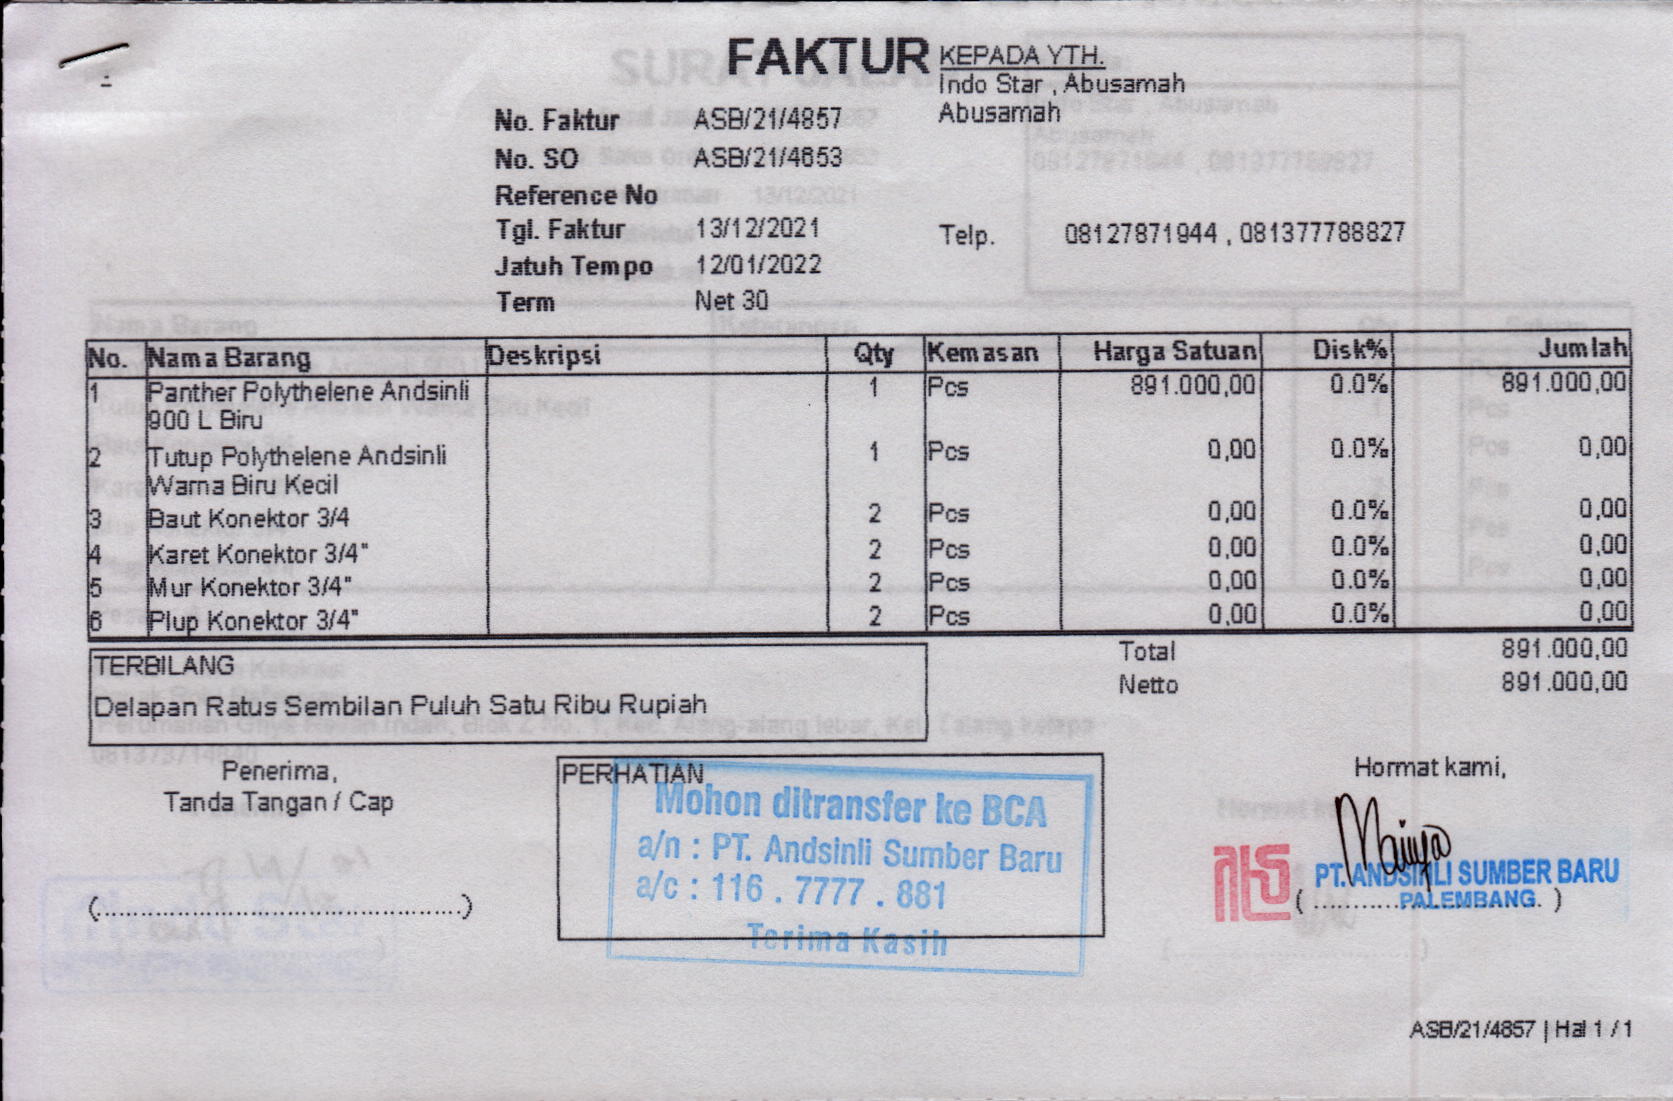 FAKTUR
KEPADA YTH.
Indo Star , Abusamah
Abusamah
No. Faktur ASB/21/4857
No. SO ASB/21/4653
Reference No
Tgl. Faktur 13/12/2021
Jatuh Tempo 12/01/2022
Term Net 30
Telp. 08127871944 , 081377788827
No. Nama Barang Deskripsi Qty Kemasan Harga Satuan Disk% Jumlah
1 Panther Polythelene Andsinli 1 Pcs 891.000,00 0.0% 891.000,00
900 L Biru
2 Tutup Polythelene Andsinli 1 Pcs 0,00 0.0% 0,00
Warna Biru Kecil
3 Baut Konektor 3/4 2 Pcs 0,00 0.0% 0,00
4 Karet Konektor 3/4" 2 Pcs 0,00 0.0% 0,00
5 Mur Konektor 3/4" 2 Pcs 0,00 0.0% 0,00
6 Plup Konektor 3/4" 2 Pcs 0,00 0.0% 0,00
Total 891.000,00
Netto 891.000,00
TERBILANG
Delapan Ratus Sembilan Puluh Satu Ribu Rupiah
Penerima,
Tanda Tangan / Cap
(.............................................)
PERHATIAN
Mohon ditransfer ke BCA
a/n : PT. Andsinli Sumber Baru
a/c : 116 . 7777 . 881
Terima Kasih
Hormat kami,
PT. ANDSINLI SUMBER BARU
PALEMBANG.
ASB/21/4857 | Hal 1 / 1